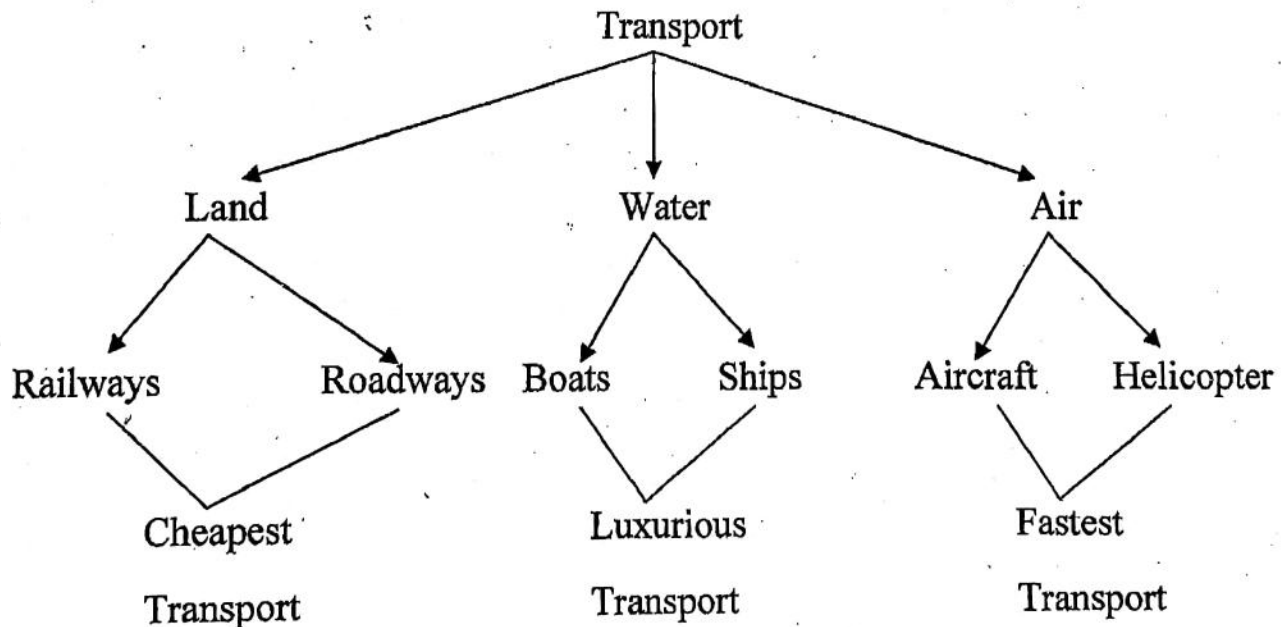 Transport
Land Water Air
Railways Roadways Boats Ships Aircraft Helicopter
Cheapest Luxurious Fastest
Transport Transport Transport